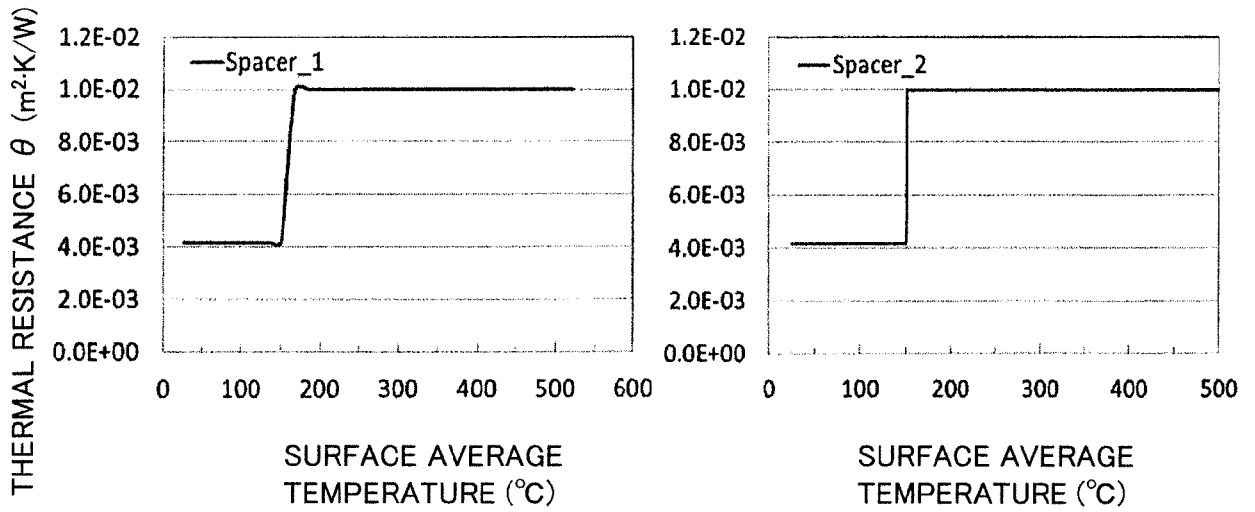 THERMAL RESISTANCE θ (m²·K/W)
1.2E-02
1.0E-02
8.0E-03
6.0E-03
4.0E-03
2.0E-03
0.0E+00
Spacer_1
0 100 200 300 400 500 600
SURFACE AVERAGE
TEMPERATURE (°C)
1.2E-02
1.0E-02
8.0E-03
6.0E-03
4.0E-03
2.0E-03
0.0E+00
Spacer_2
0 100 200 300 400 500
SURFACE AVERAGE
TEMPERATURE (°C)